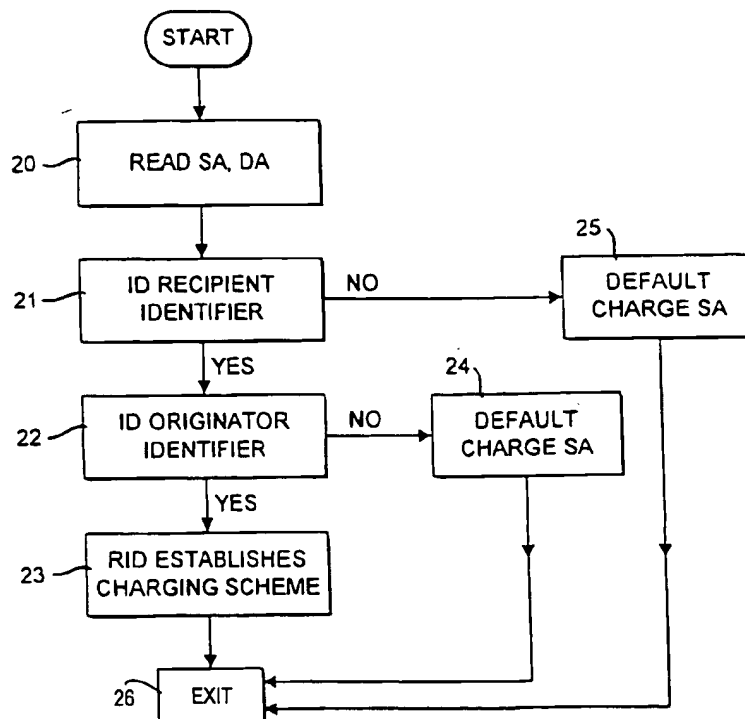 START
20
READ SA, DA
25
21
ID RECIPIENT
IDENTIFIER
NO
DEFAULT
CHARGE SA
YES
24
22
ID ORIGINATOR
IDENTIFIER
NO
DEFAULT
CHARGE SA
YES
23
RID ESTABLISHES
CHARGING SCHEME
26
EXIT